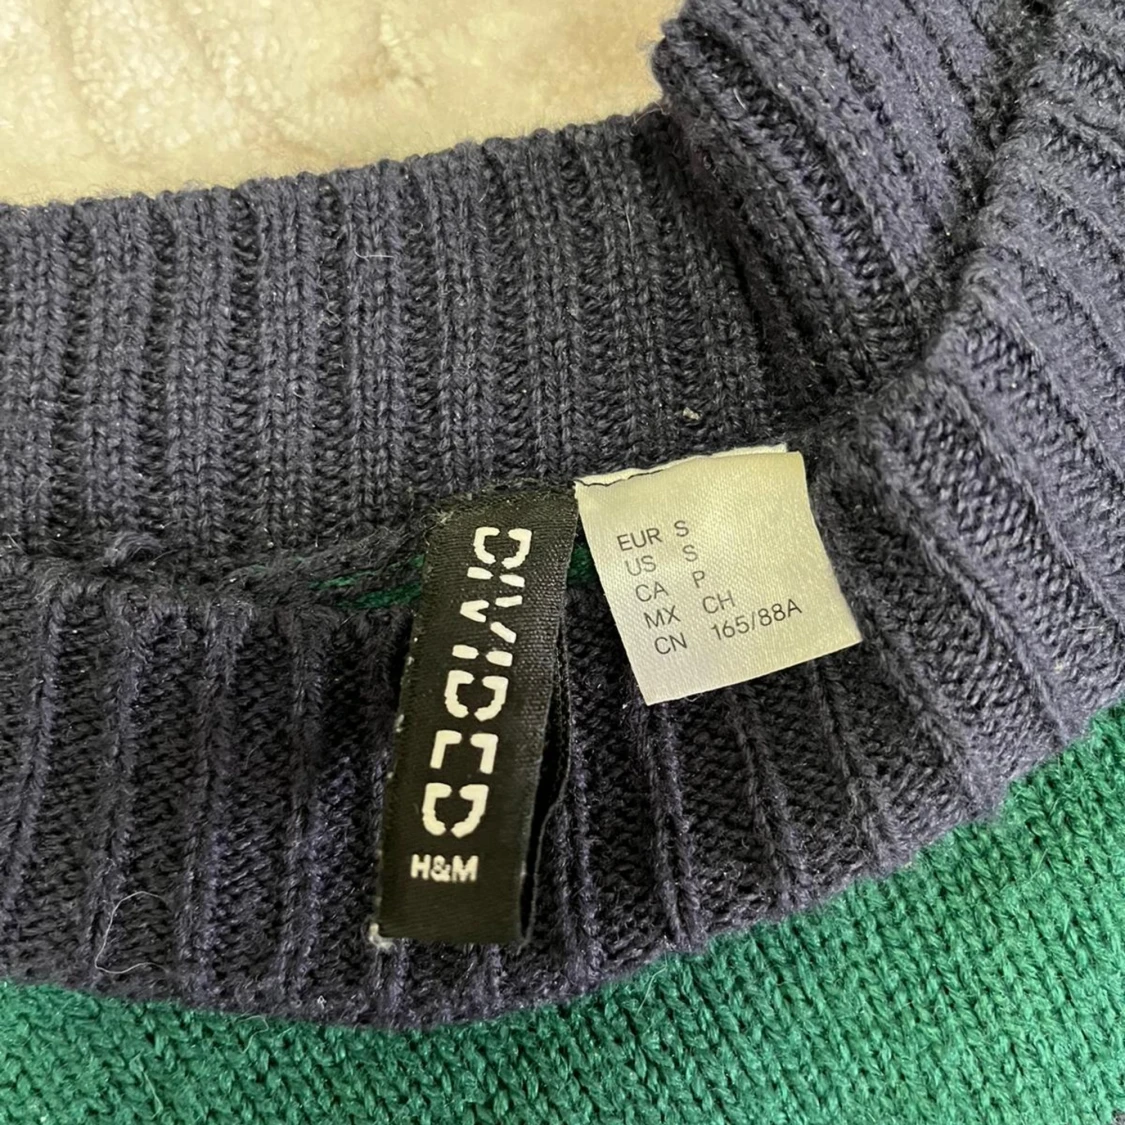 DIVIDED
H&M
EUR S
US S
CA P
MX CH
CN 165/88A